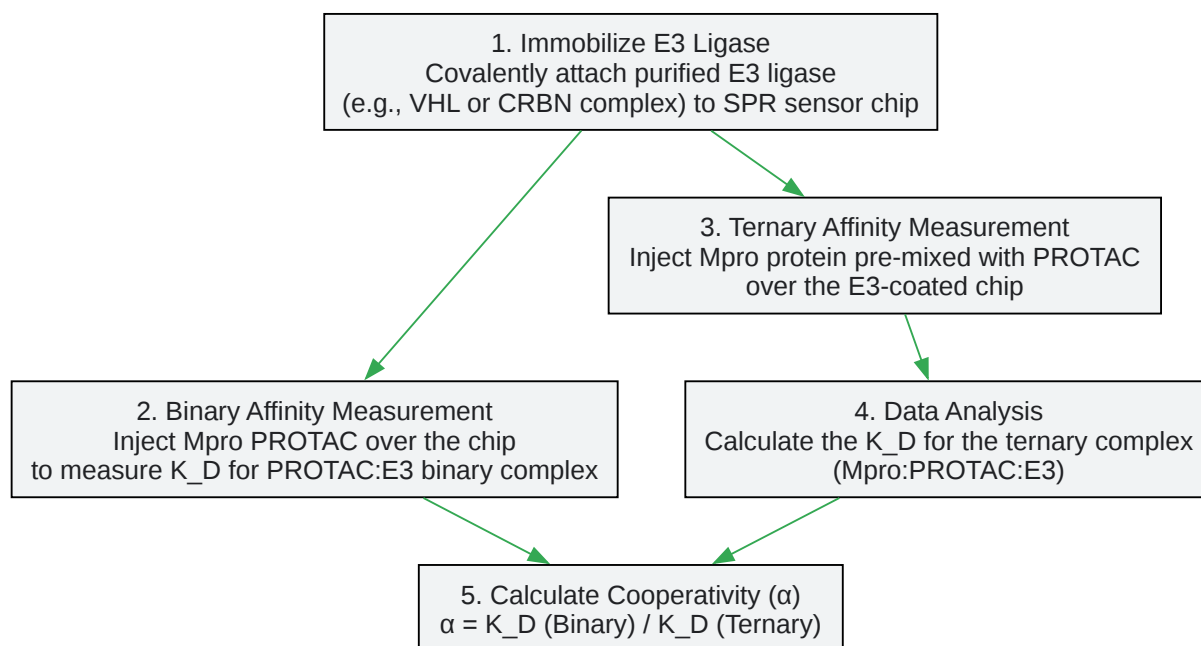 1. Immobilize E3 Ligase
Covalently attach purified E3 ligase
(e.g., VHL or CRBN complex) to SPR sensor chip
3. Ternary Affinity Measurement
Inject Mpro protein pre-mixed with PROTAC
over the E3-coated chip
2. Binary Affinity Measurement
Inject Mpro PROTAC over the chip
to measure K_D for PROTAC:E3 binary complex
4. Data Analysis
Calculate the K_D for the ternary complex
(Mpro:PROTAC:E3)
5. Calculate Cooperativity (α)
α = K_D (Binary) / K_D (Ternary)